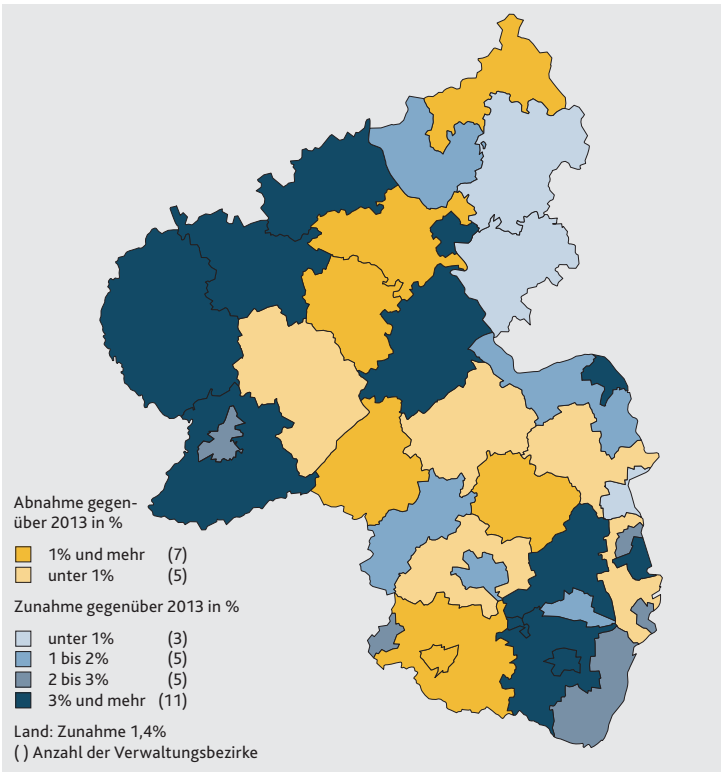 Abnahme gegen-
über 2013 in %
1% und mehr (7)
unter 1% (5)
Zunahme gegenüber 2013 in %
unter 1% (3)
1 bis 2% (5)
2 bis 3% (5)
3% und mehr (11)
Land: Zunahme 1,4%
( ) Anzahl der Verwaltungsbezirke